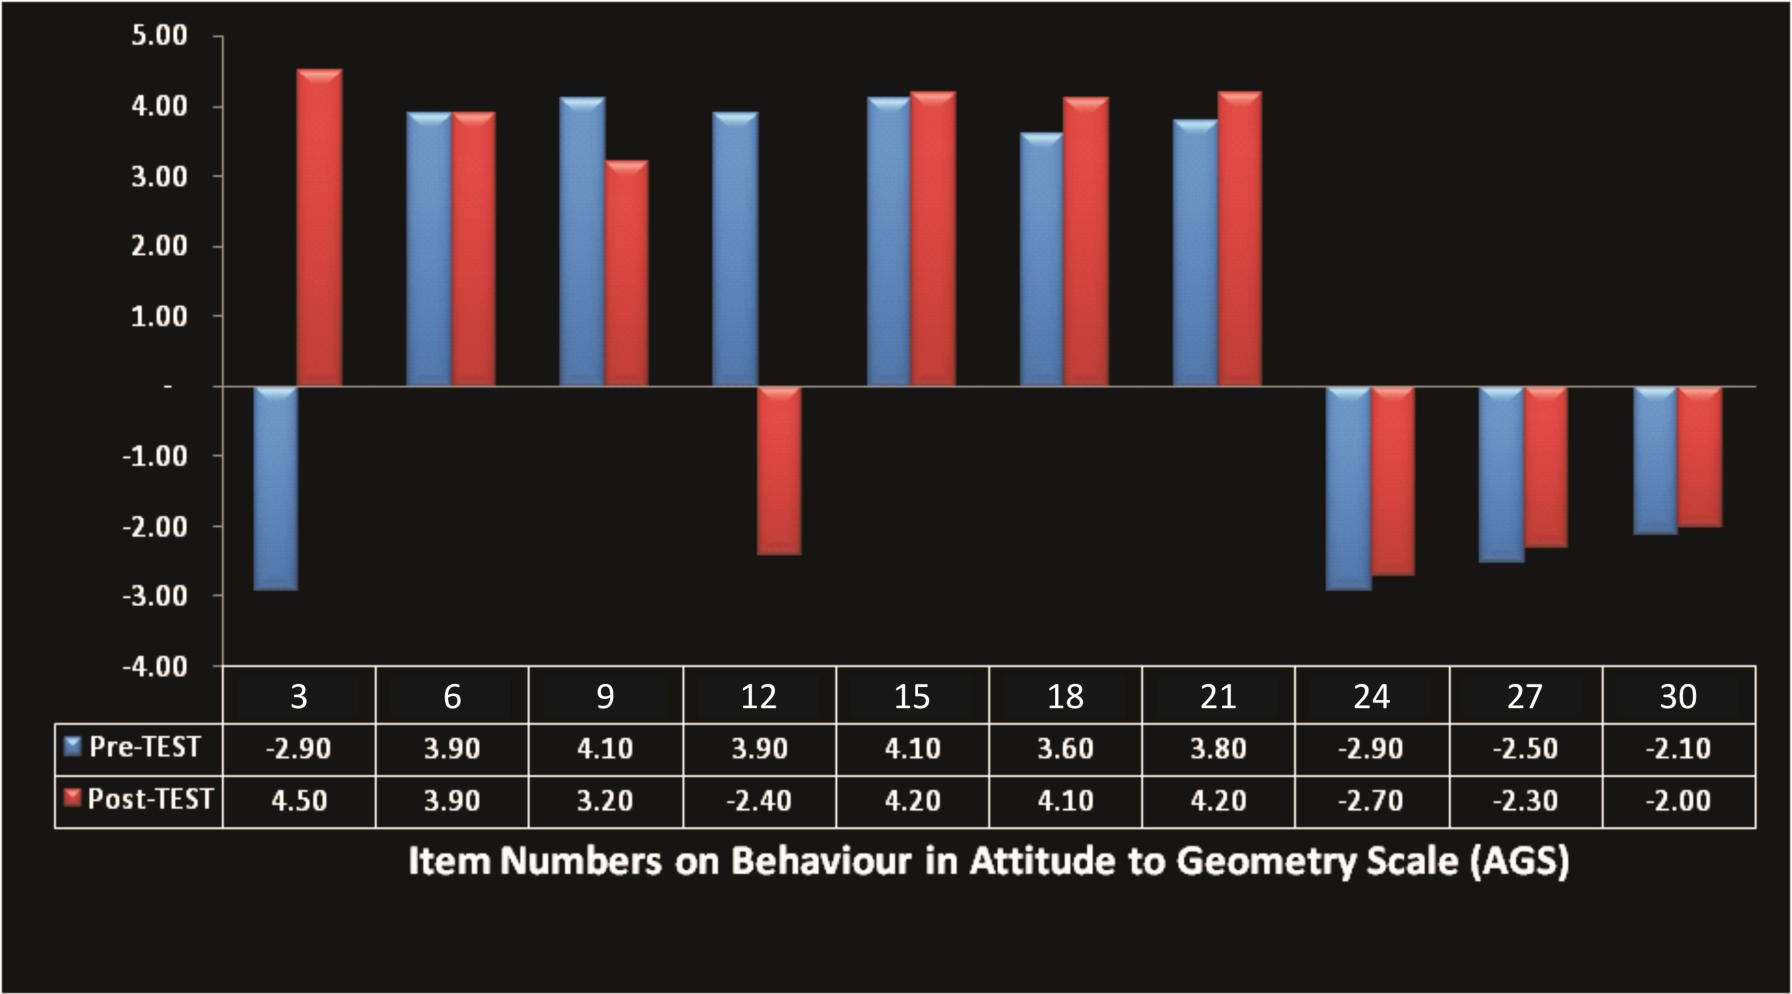 5.00
4.00
3.00
2.00
1.00
-
-1.00
-2.00
-3.00
-4.00
3 6 9 12 15 18 21 24 27 30
Pre-TEST -2.90 3.90 4.10 3.90 4.10 3.60 3.80 -2.90 -2.50 -2.10
Post-TEST 4.50 3.90 3.20 -2.40 4.20 4.10 4.20 -2.70 -2.30 -2.00
Item Numbers on Behaviour in Attitude to Geometry Scale (AGS)